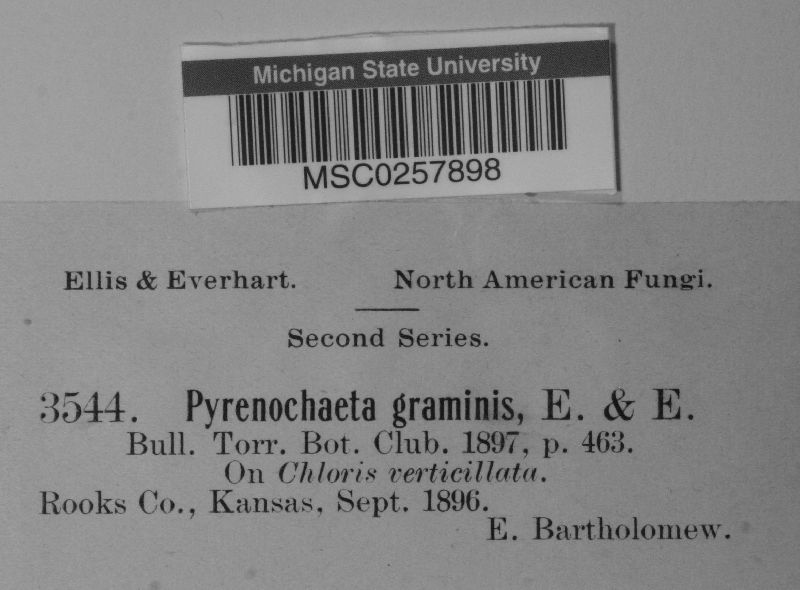 Michigan State University
MSC0257898
Ellis & Everhart. North American Fungi.
Second Series.
3544. Pyrenochaeta graminis, E. & E.
Bull. Torr. Bot. Club. 1897, p. 463.
On Chloris verticillata.
Rooks Co., Kansas, Sept. 1896.
E. Bartholomew.